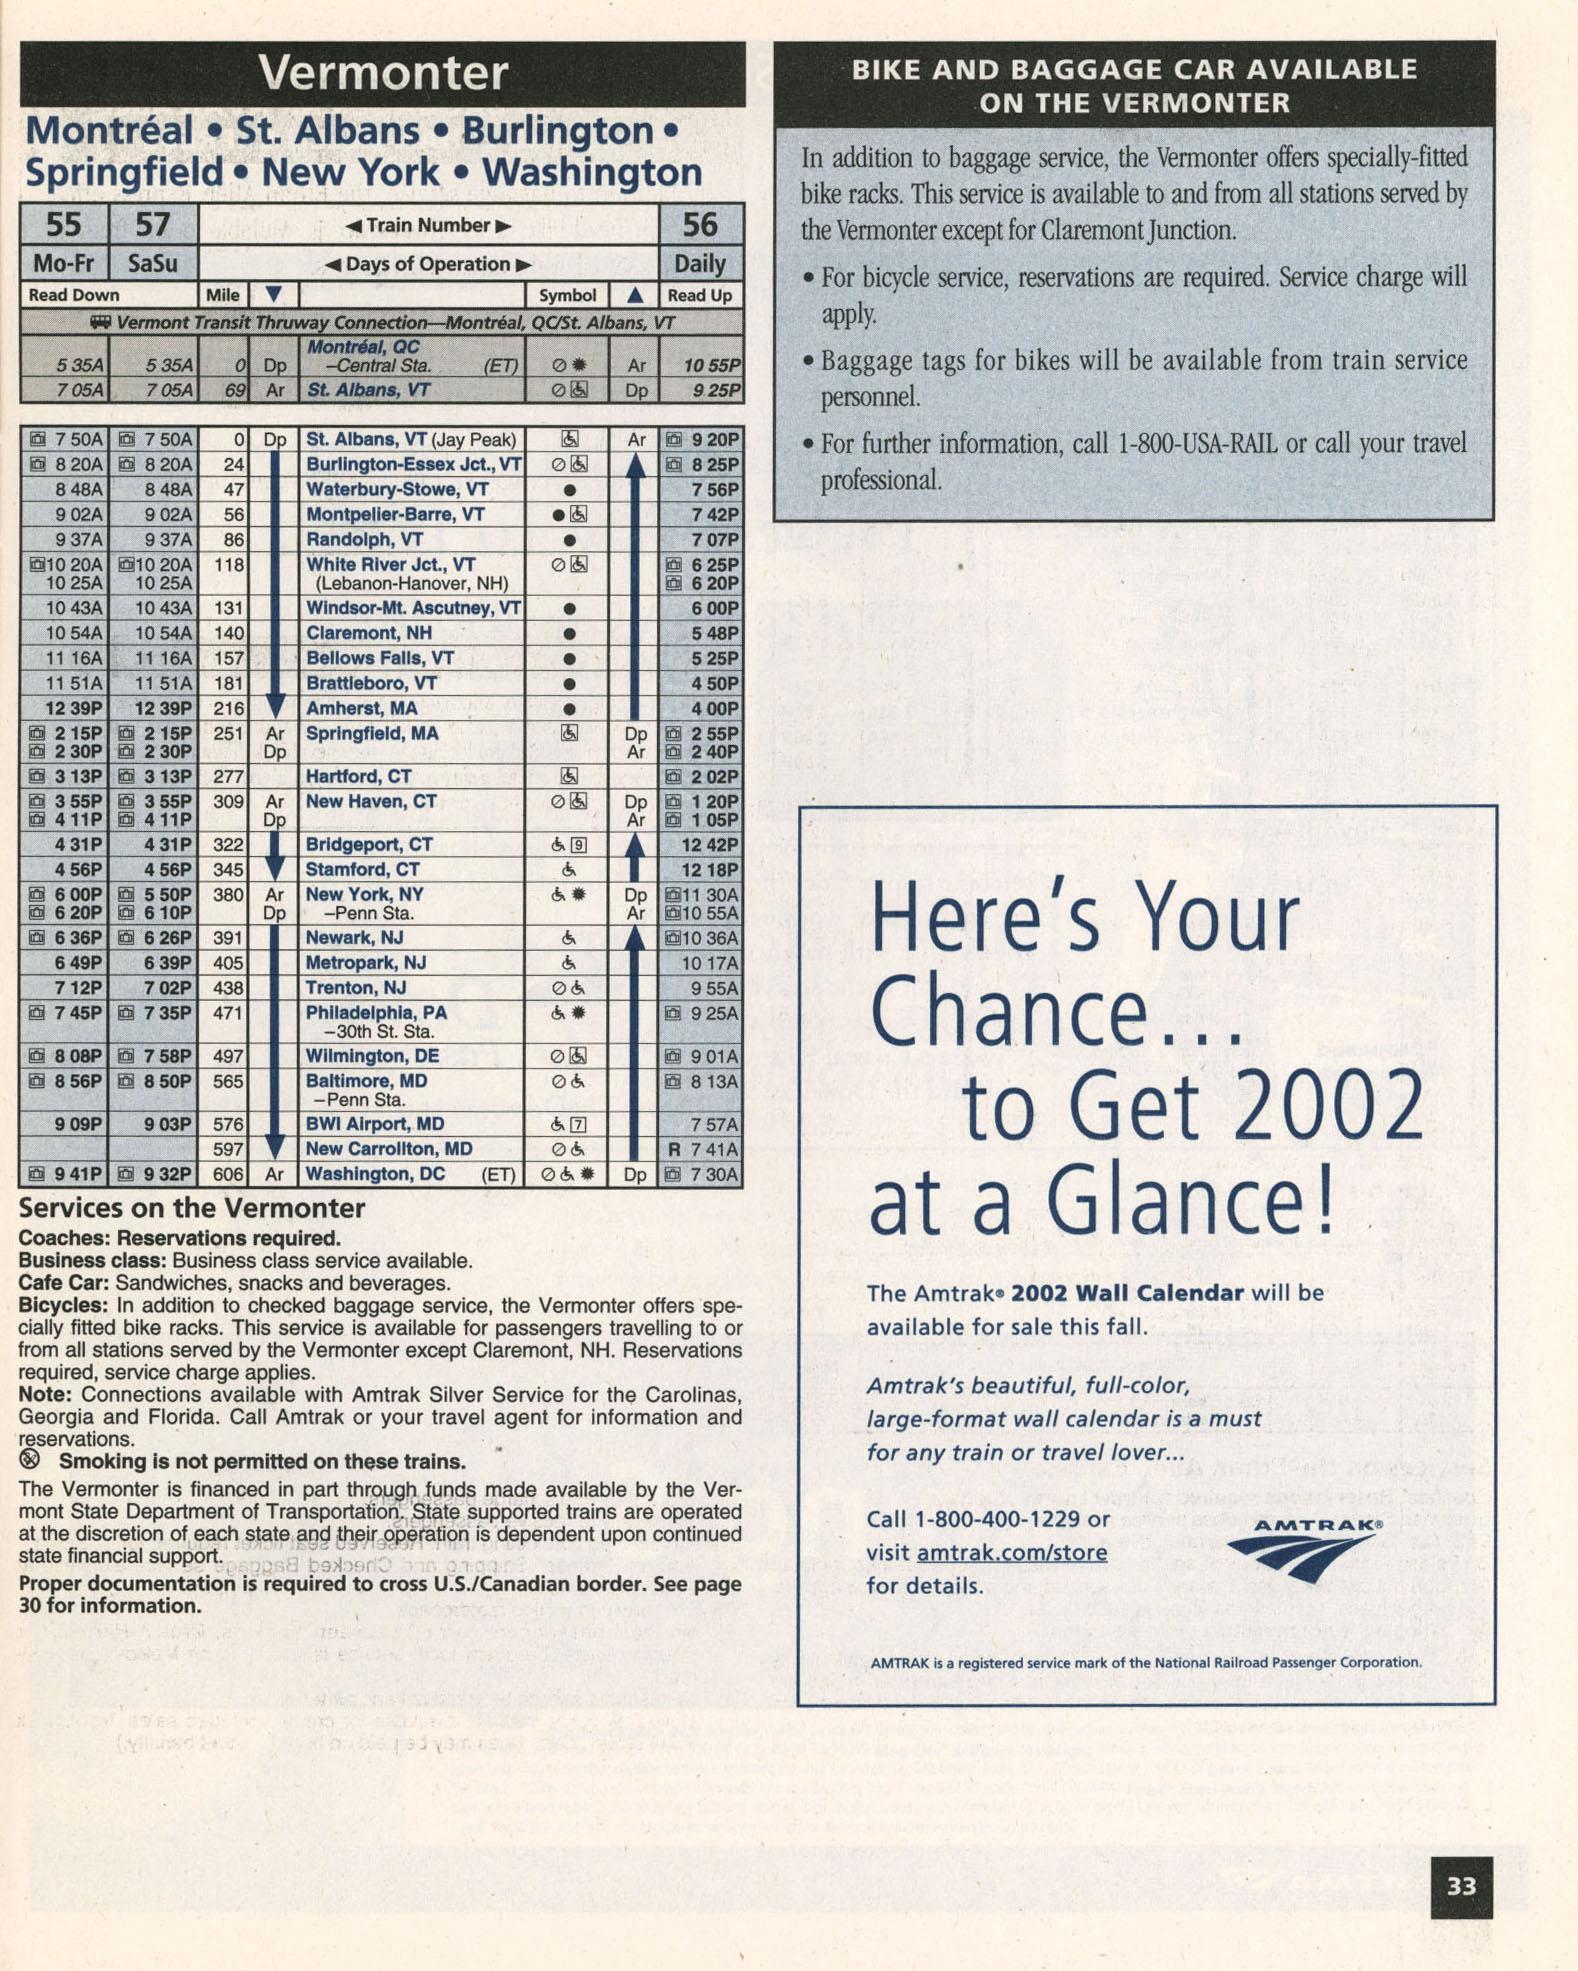 Vermonter
Montréal • St. Albans • Burlington •
Springfield • New York • Washington
55 57 ◄ Train Number ► 56
Mo-Fr SaSu ◄ Days of Operation ► Daily
Read Down Mile ▼ Symbol ▲ Read Up
Vermont Transit Thruway Connection—Montréal, QC/St. Albans, VT
Montréal, QC
5 35A 5 35A 0 Dp –Central Sta. (ET) Ar 10 55P
7 05A 7 05A 69 Ar St. Albans, VT Dp 9 25P
7 50A 7 50A 0 Dp St. Albans, VT (Jay Peak) Ar 9 20P
8 20A 8 20A 24 Burlington-Essex Jct., VT 8 25P
8 48A 8 48A 47 Waterbury-Stowe, VT ● 7 56P
9 02A 9 02A 56 Montpelier-Barre, VT ● 7 42P
9 37A 9 37A 86 Randolph, VT ● 7 07P
10 20A 10 20A 118 White River Jct., VT 6 25P
10 25A 10 25A (Lebanon-Hanover, NH) 6 20P
10 43A 10 43A 131 Windsor-Mt. Ascutney, VT ● 6 00P
10 54A 10 54A 140 Claremont, NH ● 5 48P
11 16A 11 16A 157 Bellows Falls, VT ● 5 25P
11 51A 11 51A 181 Brattleboro, VT ● 4 50P
12 39P 12 39P 216 Amherst, MA ● 4 00P
2 15P 2 15P 251 Ar Springfield, MA Dp 2 55P
2 30P 2 30P Dp Ar 2 40P
3 13P 3 13P 277 Hartford, CT 2 02P
3 55P 3 55P 309 Ar New Haven, CT Dp 1 20P
4 11P 4 11P Dp Ar 1 05P
4 31P 4 31P 322 Bridgeport, CT 9 12 42P
4 56P 4 56P 345 Stamford, CT 12 18P
6 00P 5 50P 380 Ar New York, NY Dp 11 30A
6 20P 6 10P Dp –Penn Sta. Ar 10 55A
6 36P 6 26P 391 Newark, NJ 10 36A
6 49P 6 39P 405 Metropark, NJ 10 17A
7 12P 7 02P 438 Trenton, NJ 9 55A
7 45P 7 35P 471 Philadelphia, PA 9 25A
–30th St. Sta.
8 08P 7 58P 497 Wilmington, DE 9 01A
8 56P 8 50P 565 Baltimore, MD 8 13A
–Penn Sta.
9 09P 9 03P 576 BWI Airport, MD 7 7 57A
597 New Carrollton, MD R 7 41A
9 41P 9 32P 606 Ar Washington, DC (ET) Dp 7 30A
Services on the Vermonter
Coaches: Reservations required.
Business class: Business class service available.
Cafe Car: Sandwiches, snacks and beverages.
Bicycles: In addition to checked baggage service, the Vermonter offers spe-
cially fitted bike racks. This service is available for passengers travelling to or
from all stations served by the Vermonter except Claremont, NH. Reservations
required, service charge applies.
Note: Connections available with Amtrak Silver Service for the Carolinas,
Georgia and Florida. Call Amtrak or your travel agent for information and
reservations.
Smoking is not permitted on these trains.
The Vermonter is financed in part through funds made available by the Ver-
mont State Department of Transportation. State supported trains are operated
at the discretion of each state and their operation is dependent upon continued
state financial support.
Proper documentation is required to cross U.S./Canadian border. See page
30 for information.
BIKE AND BAGGAGE CAR AVAILABLE
ON THE VERMONTER
In addition to baggage service, the Vermonter offers specially-fitted
bike racks. This service is available to and from all stations served by
the Vermonter except for Claremont Junction.
• For bicycle service, reservations are required. Service charge will
apply.
• Baggage tags for bikes will be available from train service
personnel.
• For further information, call 1-800-USA-RAIL or call your travel
professional.
Here's Your
Chance...
to Get 2002
at a Glance!
The Amtrak® 2002 Wall Calendar will be
available for sale this fall.
Amtrak's beautiful, full-color,
large-format wall calendar is a must
for any train or travel lover...
Call 1-800-400-1229 or
visit amtrak.com/store
for details.
AMTRAK®
AMTRAK is a registered service mark of the National Railroad Passenger Corporation.
33